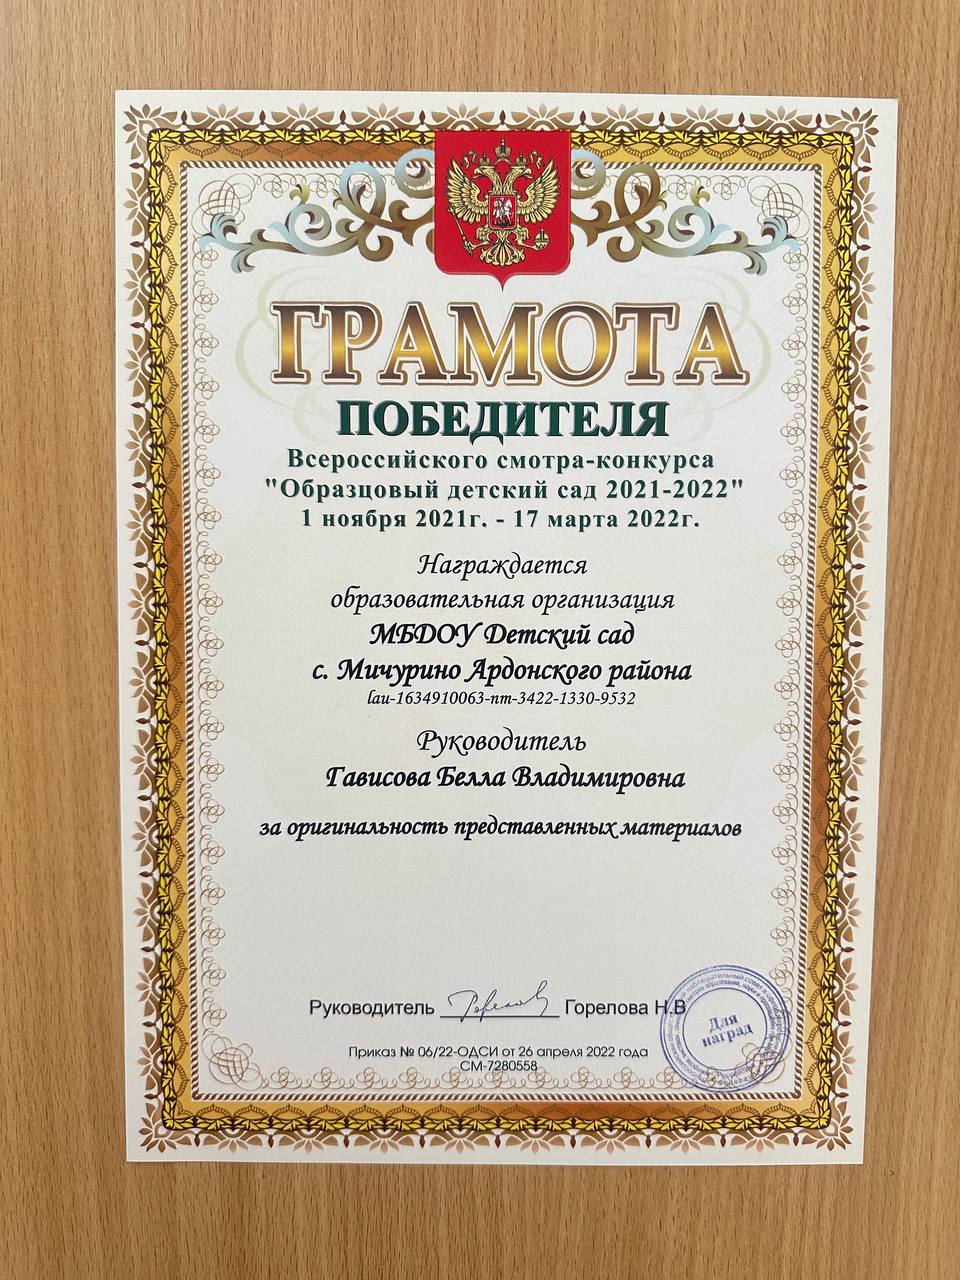 ГРАМОТА
ПОБЕДИТЕЛЯ
Всероссийского смотра-конкурса
"Образцовый детский сад 2021-2022"
1 ноября 2021г. - 17 марта 2022г.
Награждается
образовательная организация
МБДОУ Детский сад
с. Мичурино Ардонского района
lau-1634910063-nm-3422-1330-9532
Руководитель
Гависова Белла Владимировна
за оригинальность представленных материалов
Руководитель Горелова Н.В
Для
наград
Приказ № 06/22-ОДСИ от 26 апреля 2022 года
СМ-7280558